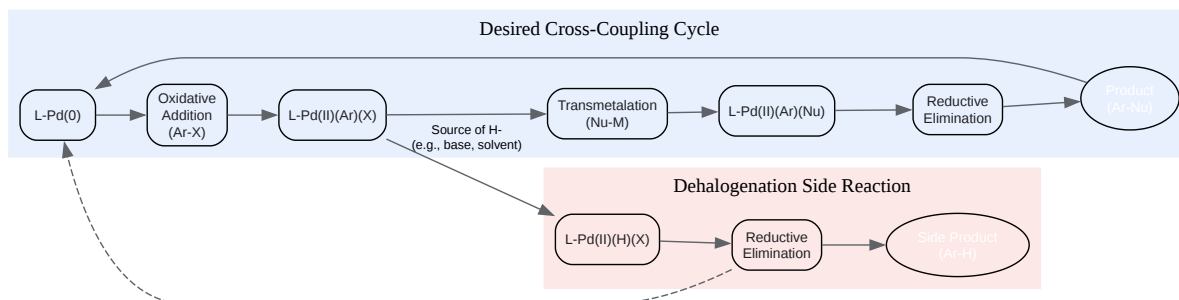 Desired Cross-Coupling Cycle
L-Pd(0)
Oxidative
Addition
(Ar-X)
L-Pd(II)(Ar)(X)
Source of H-
(e.g., base, solvent)
Transmetalation
(Nu-M)
L-Pd(II)(Ar)(Nu)
Reductive
Elimination
Product
(Ar-Nu)
Dehalogenation Side Reaction
L-Pd(II)(H)(X)
Reductive
Elimination
Side Product
(Ar-H)